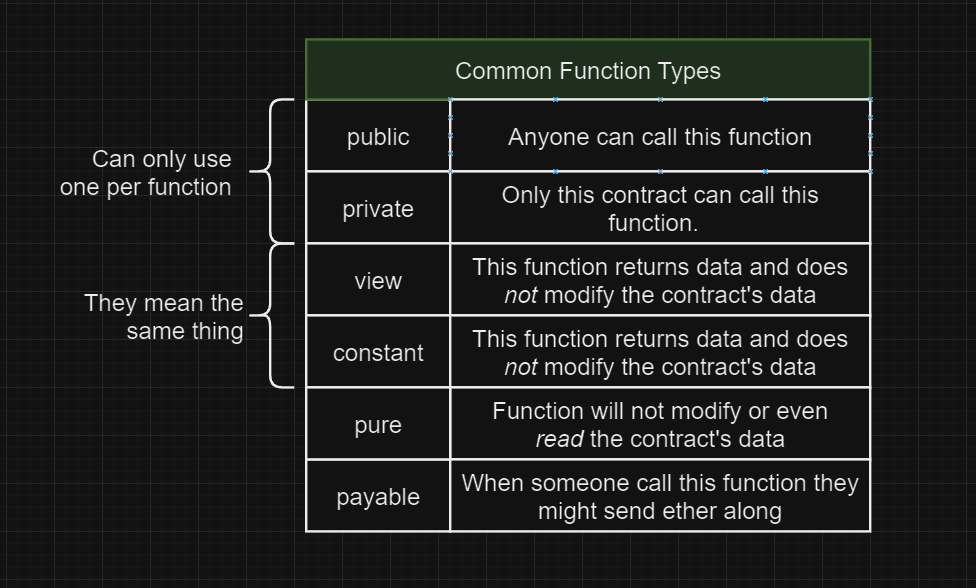 Common Function Types
Can only use
one per function
public
Anyone can call this function
private
Only this contract can call this
function.
They mean the
same thing
view
This function returns data and does
not modify the contract's data
constant
This function returns data and does
not modify the contract's data
pure
Function will not modify or even
read the contract's data
payable
When someone call this function they
might send ether along